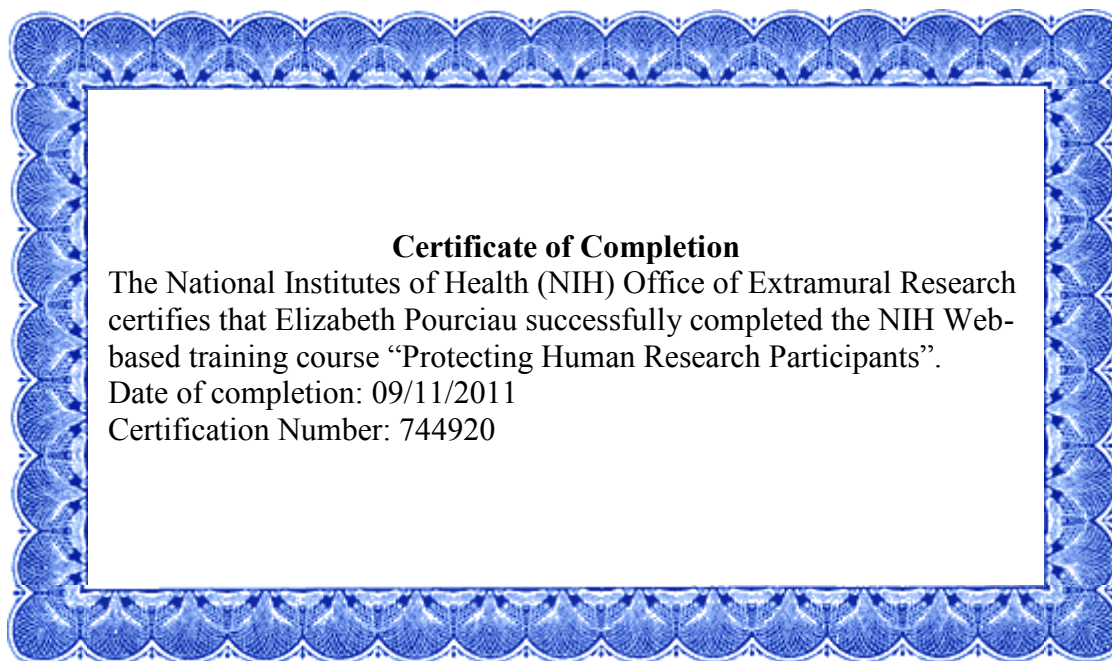 Certificate of Completion
The National Institutes of Health (NIH) Office of Extramural Research
certifies that Elizabeth Pourciau successfully completed the NIH Web-
based training course “Protecting Human Research Participants”.
Date of completion: 09/11/2011
Certification Number: 744920